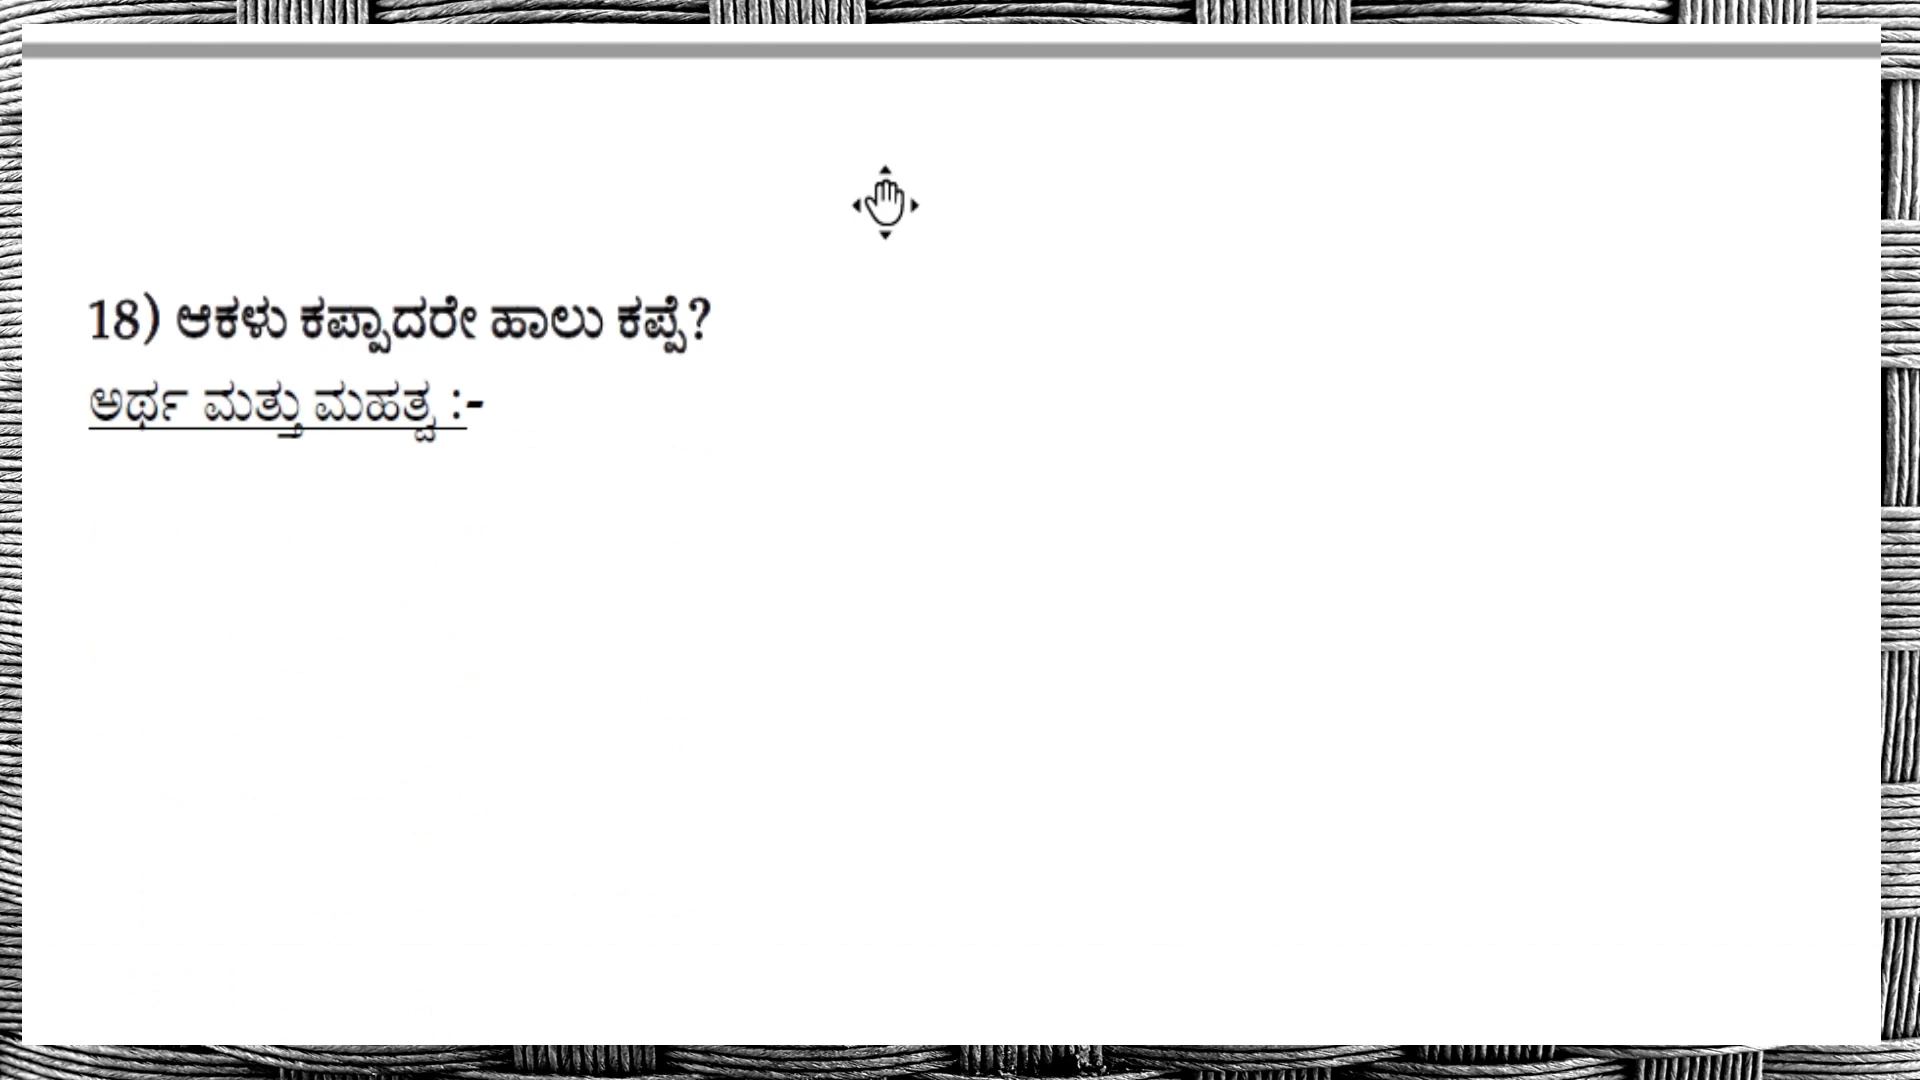 18) ಆಕಳು ಕಪ್ಪಾದರೇ ಹಾಲು ಕಪ್ಪೆ?
ಅರ್ಥ ಮತ್ತು ಮಹತ್ವ :-